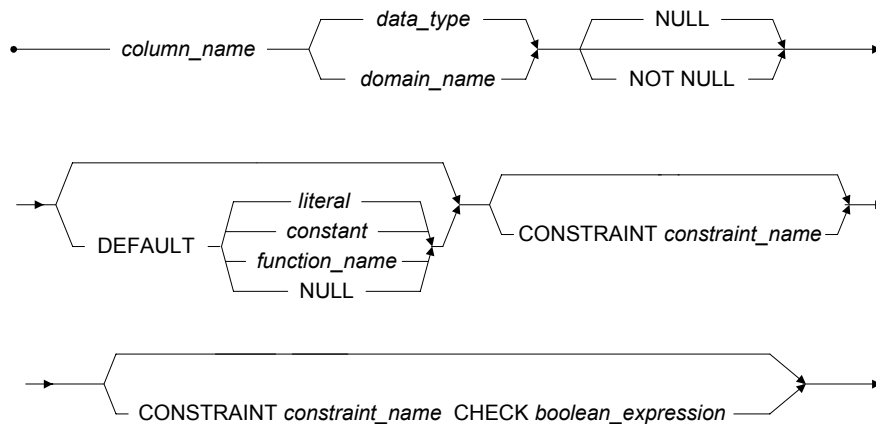 data_type NULL
column_name
domain_name NOT NULL
literal
DEFAULT constant CONSTRAINT constraint_name
function_name
NULL
CONSTRAINT constraint_name CHECK boolean_expression